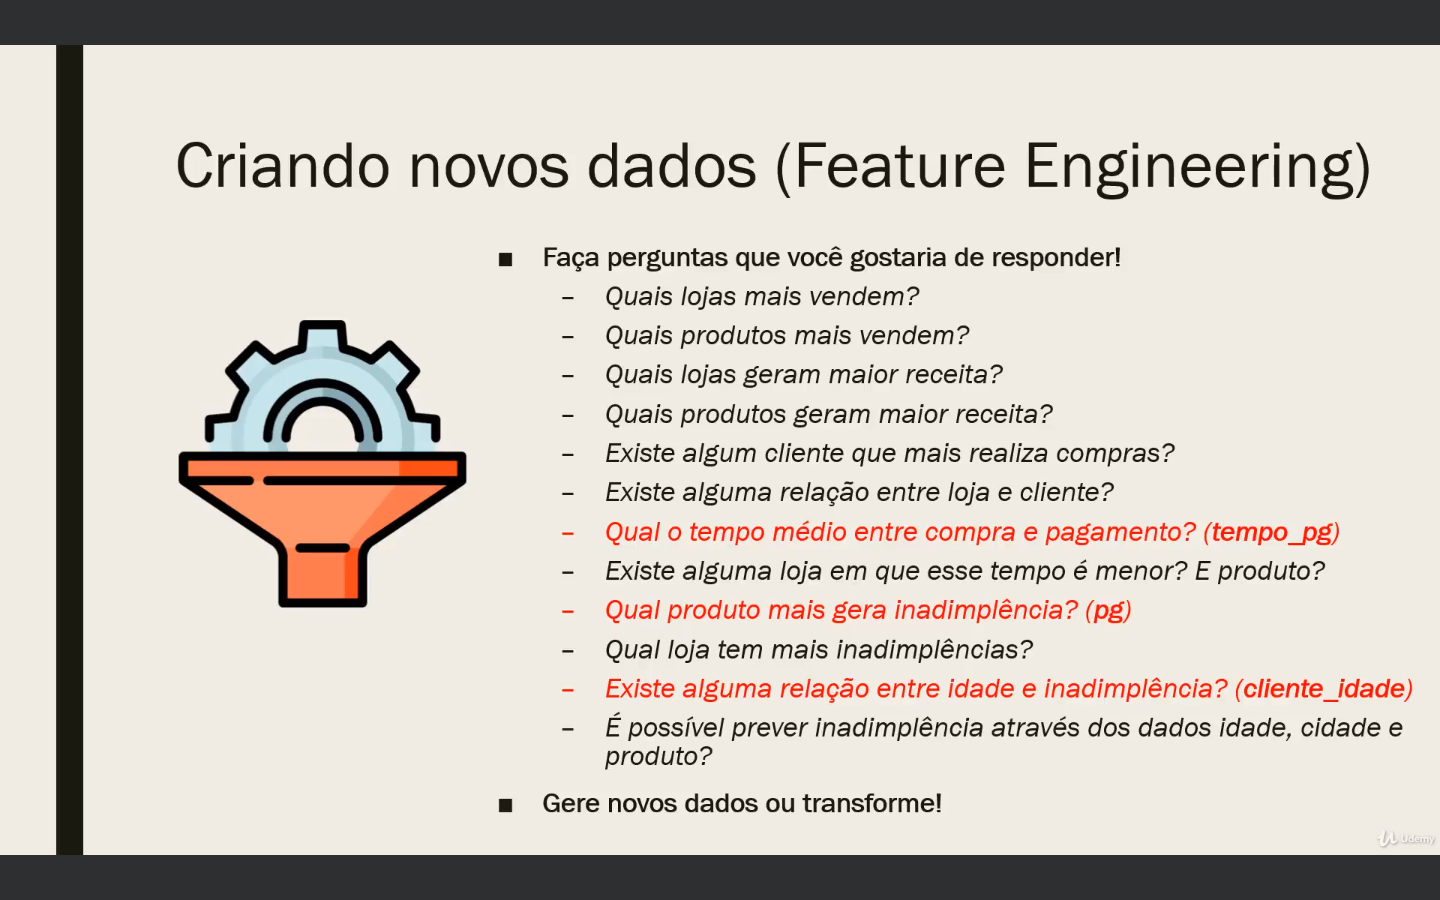 Criando novos dados (Feature Engineering)
■ Faça perguntas que você gostaria de responder!
– Quais lojas mais vendem?
– Quais produtos mais vendem?
– Quais lojas geram maior receita?
– Quais produtos geram maior receita?
– Existe algum cliente que mais realiza compras?
– Existe alguma relação entre loja e cliente?
– Qual o tempo médio entre compra e pagamento? (tempo_pg)
– Existe alguma loja em que esse tempo é menor? E produto?
– Qual produto mais gera inadimplência? (pg)
– Qual loja tem mais inadimplências?
– Existe alguma relação entre idade e inadimplência? (cliente_idade)
– É possível prever inadimplência através dos dados idade, cidade e
produto?
■ Gere novos dados ou transforme!
Udemy